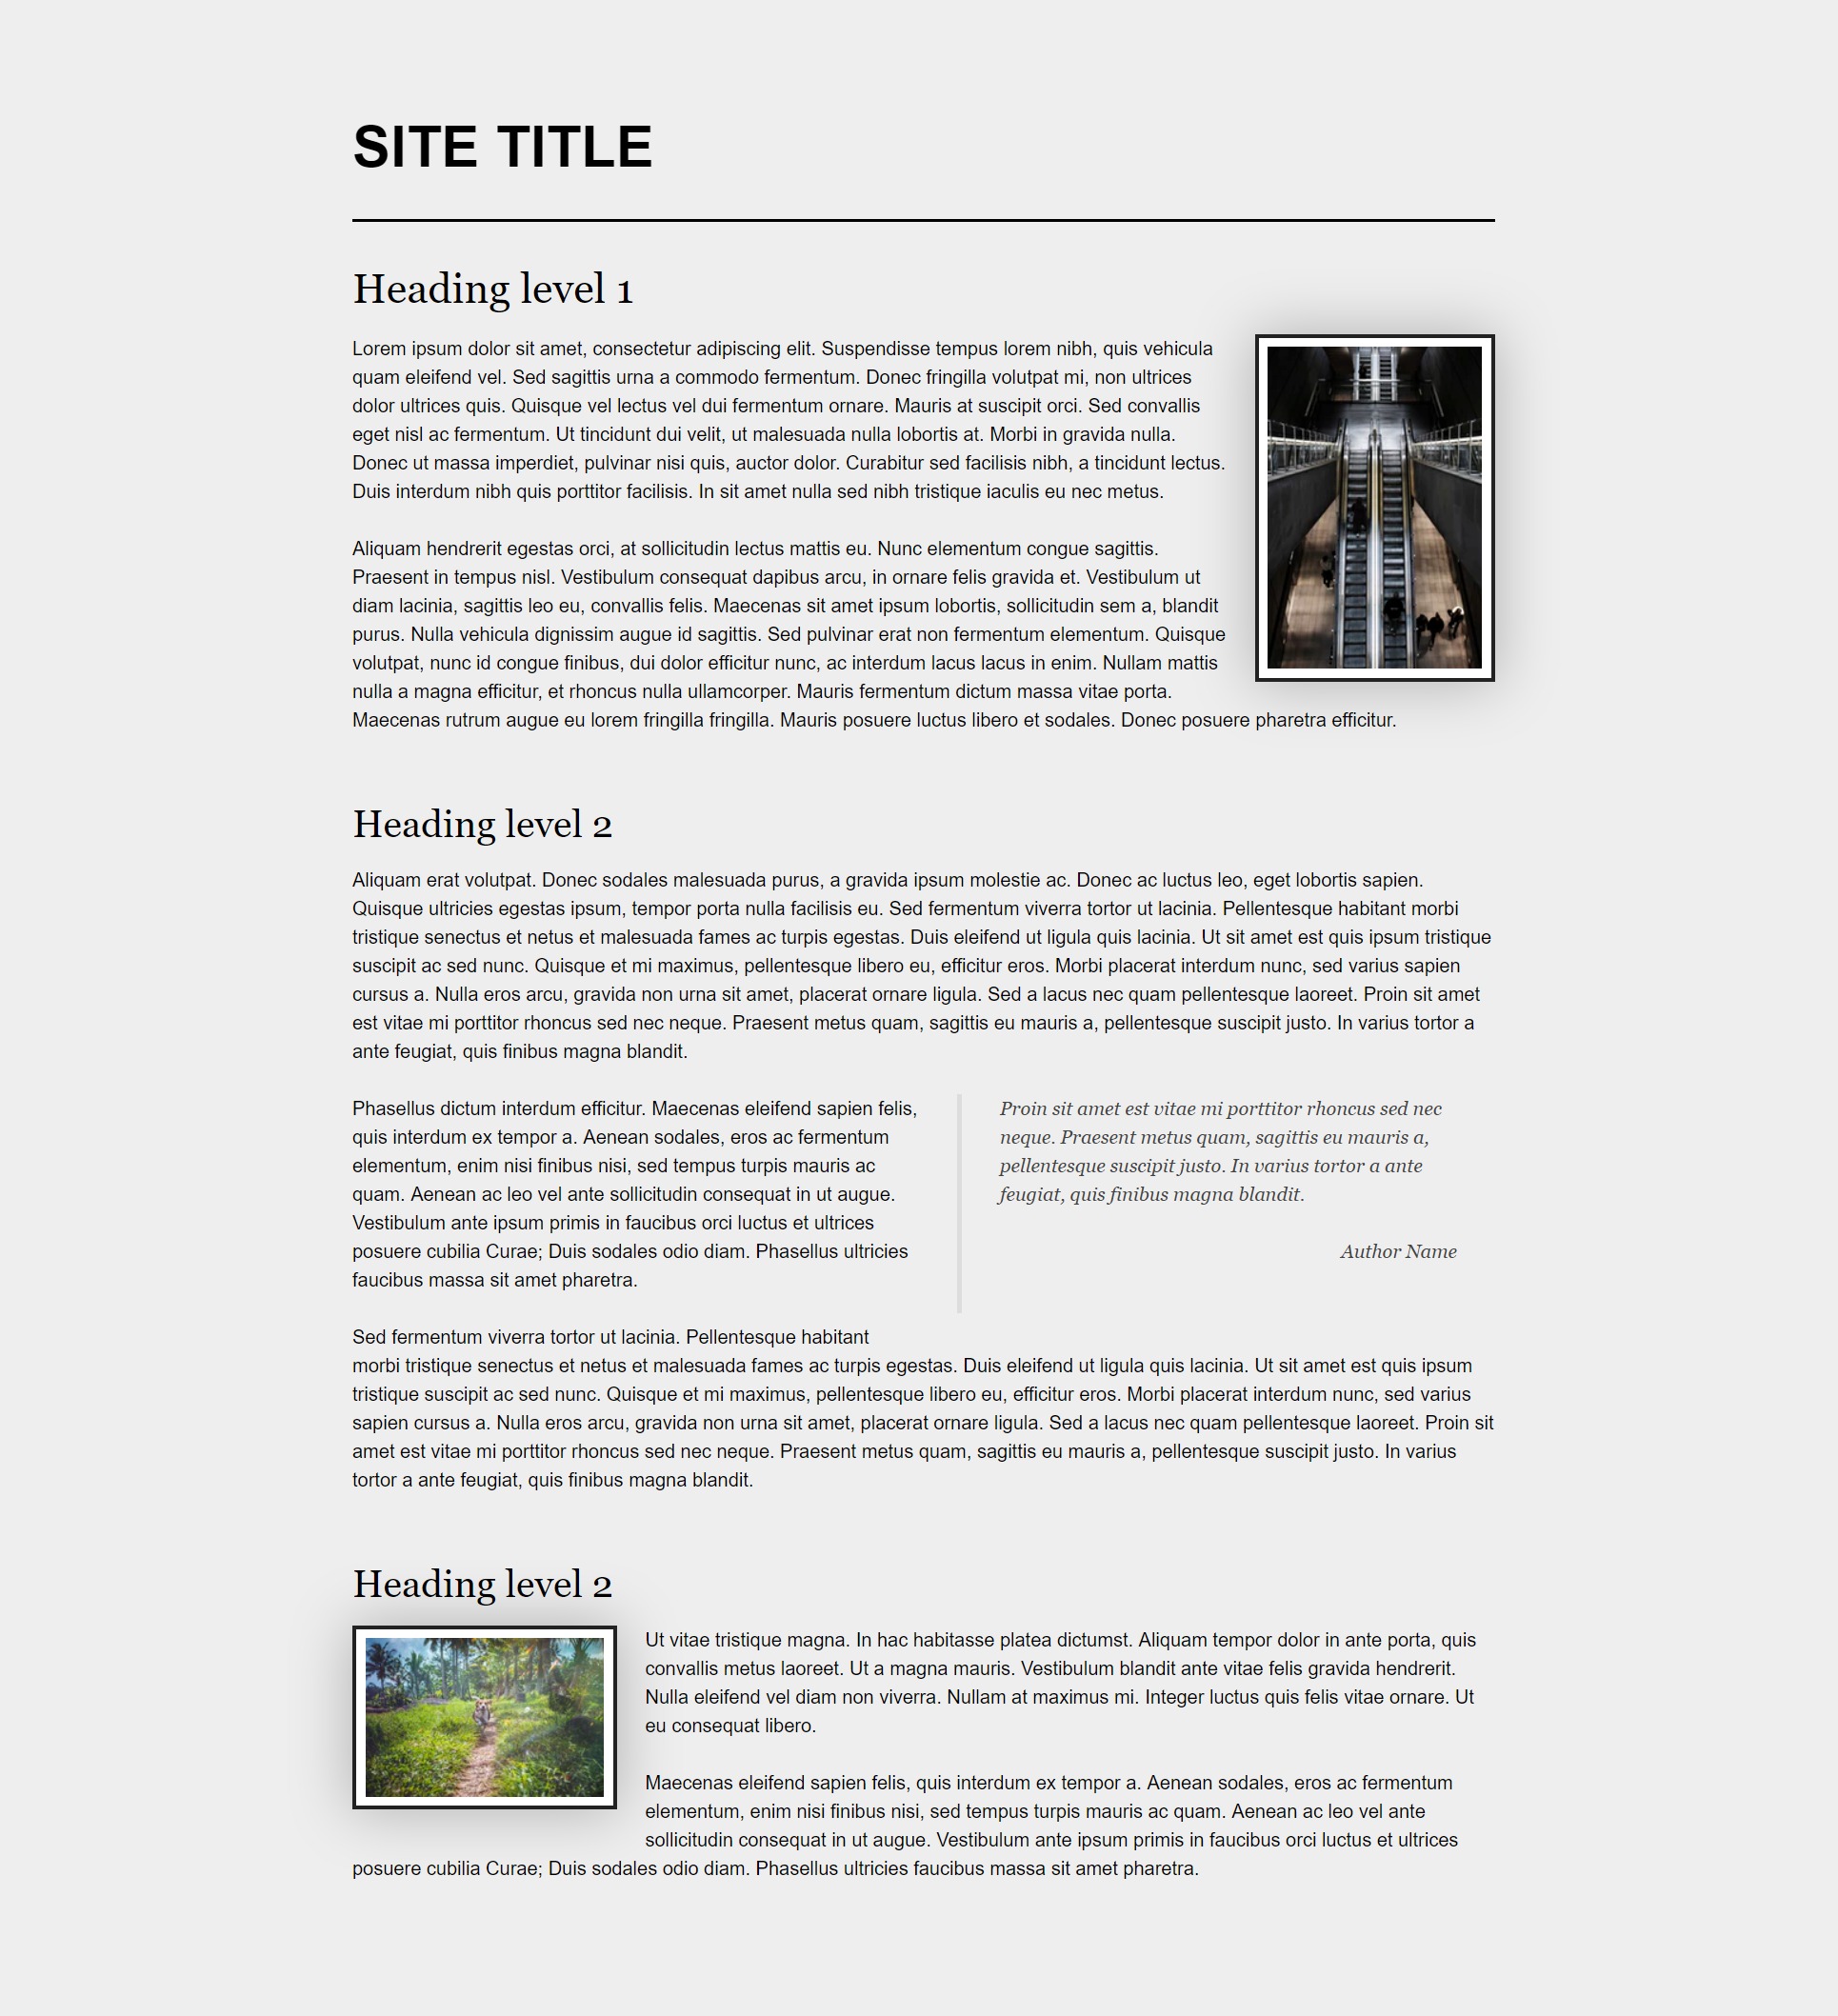 SITE TITLE
Heading level 1
Lorem ipsum dolor sit amet, consectetur adipiscing elit. Suspendisse tempus lorem nibh, quis vehicula
quam eleifend vel. Sed sagittis urna a commodo fermentum. Donec fringilla volutpat mi, non ultrices
dolor ultrices quis. Quisque vel lectus vel dui fermentum ornare. Mauris at suscipit orci. Sed convallis
eget nisl ac fermentum. Ut tincidunt dui velit, ut malesuada nulla lobortis at. Morbi in gravida nulla.
Donec ut massa imperdiet, pulvinar nisi quis, auctor dolor. Curabitur sed facilisis nibh, a tincidunt lectus.
Duis interdum nibh quis porttitor facilisis. In sit amet nulla sed nibh tristique iaculis eu nec metus.
Aliquam hendrerit egestas orci, at sollicitudin lectus mattis eu. Nunc elementum congue sagittis.
Praesent in tempus nisl. Vestibulum consequat dapibus arcu, in ornare felis gravida et. Vestibulum ut
diam lacinia, sagittis leo eu, convallis felis. Maecenas sit amet ipsum lobortis, sollicitudin sem a, blandit
purus. Nulla vehicula dignissim augue id sagittis. Sed pulvinar erat non fermentum elementum. Quisque
volutpat, nunc id congue finibus, dui dolor efficitur nunc, ac interdum lacus lacus in enim. Nullam mattis
nulla a magna efficitur, et rhoncus nulla ullamcorper. Mauris fermentum dictum massa vitae porta.
Maecenas rutrum augue eu lorem fringilla fringilla. Mauris posuere luctus libero et sodales. Donec posuere pharetra efficitur.
Heading level 2
Aliquam erat volutpat. Donec sodales malesuada purus, a gravida ipsum molestie ac. Donec ac luctus leo, eget lobortis sapien.
Quisque ultricies egestas ipsum, tempor porta nulla facilisis eu. Sed fermentum viverra tortor ut lacinia. Pellentesque habitant morbi
tristique senectus et netus et malesuada fames ac turpis egestas. Duis eleifend ut ligula quis lacinia. Ut sit amet est quis ipsum tristique
suscipit ac sed nunc. Quisque et mi maximus, pellentesque libero eu, efficitur eros. Morbi placerat interdum nunc, sed varius sapien
cursus a. Nulla eros arcu, gravida non urna sit amet, placerat ornare ligula. Sed a lacus nec quam pellentesque laoreet. Proin sit amet
est vitae mi porttitor rhoncus sed nec neque. Praesent metus quam, sagittis eu mauris a, pellentesque suscipit justo. In varius tortor a
ante feugiat, quis finibus magna blandit.
Phasellus dictum interdum efficitur. Maecenas eleifend sapien felis,
quis interdum ex tempor a. Aenean sodales, eros ac fermentum
elementum, enim nisi finibus nisi, sed tempus turpis mauris ac
quam. Aenean ac leo vel ante sollicitudin consequat in ut augue.
Vestibulum ante ipsum primis in faucibus orci luctus et ultrices
posuere cubilia Curae; Duis sodales odio diam. Phasellus ultricies
faucibus massa sit amet pharetra.
Proin sit amet est vitae mi porttitor rhoncus sed nec
neque. Praesent metus quam, sagittis eu mauris a,
pellentesque suscipit justo. In varius tortor a ante
feugiat, quis finibus magna blandit.
Author Name
Sed fermentum viverra tortor ut lacinia. Pellentesque habitant
morbi tristique senectus et netus et malesuada fames ac turpis egestas. Duis eleifend ut ligula quis lacinia. Ut sit amet est quis ipsum
tristique suscipit ac sed nunc. Quisque et mi maximus, pellentesque libero eu, efficitur eros. Morbi placerat interdum nunc, sed varius
sapien cursus a. Nulla eros arcu, gravida non urna sit amet, placerat ornare ligula. Sed a lacus nec quam pellentesque laoreet. Proin sit
amet est vitae mi porttitor rhoncus sed nec neque. Praesent metus quam, sagittis eu mauris a, pellentesque suscipit justo. In varius
tortor a ante feugiat, quis finibus magna blandit.
Heading level 2
Ut vitae tristique magna. In hac habitasse platea dictumst. Aliquam tempor dolor in ante porta, quis
convallis metus laoreet. Ut a magna mauris. Vestibulum blandit ante vitae felis gravida hendrerit.
Nulla eleifend vel diam non viverra. Nullam at maximus mi. Integer luctus quis felis vitae ornare. Ut
eu consequat libero.
Maecenas eleifend sapien felis, quis interdum ex tempor a. Aenean sodales, eros ac fermentum
elementum, enim nisi finibus nisi, sed tempus turpis mauris ac quam. Aenean ac leo vel ante
sollicitudin consequat in ut augue. Vestibulum ante ipsum primis in faucibus orci luctus et ultrices
posuere cubilia Curae; Duis sodales odio diam. Phasellus ultricies faucibus massa sit amet pharetra.